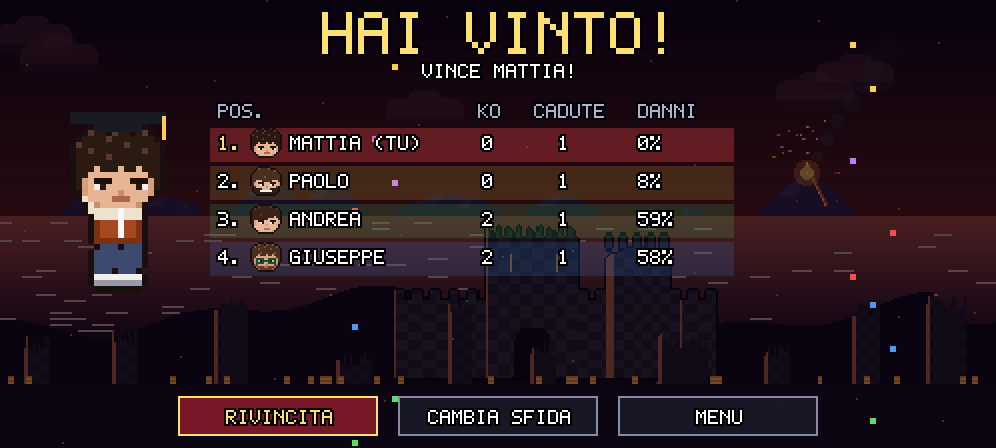 HAI VINTO!
VINCE MATTIA!
POS. KO CADUTE DANNI
1. MATTIA (TU) 0 1 0%
2. PAOLO 0 1 8%
3. ANDREA 2 1 59%
4. GIUSEPPE 2 1 58%
RIVINCITA CAMBIA SFIDA MENU